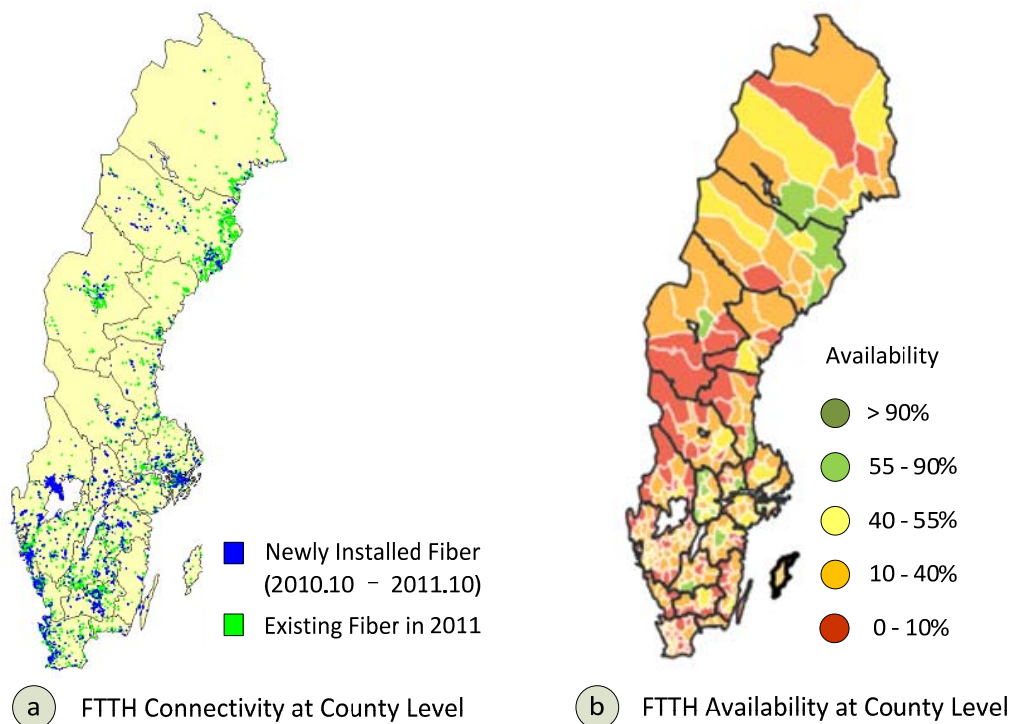 Newly Installed Fiber
(2010.10 – 2011.10)
Existing Fiber in 2011
a FTTH Connectivity at County Level
Availability
> 90%
55 - 90%
40 - 55%
10 - 40%
0 - 10%
b FTTH Availability at County Level